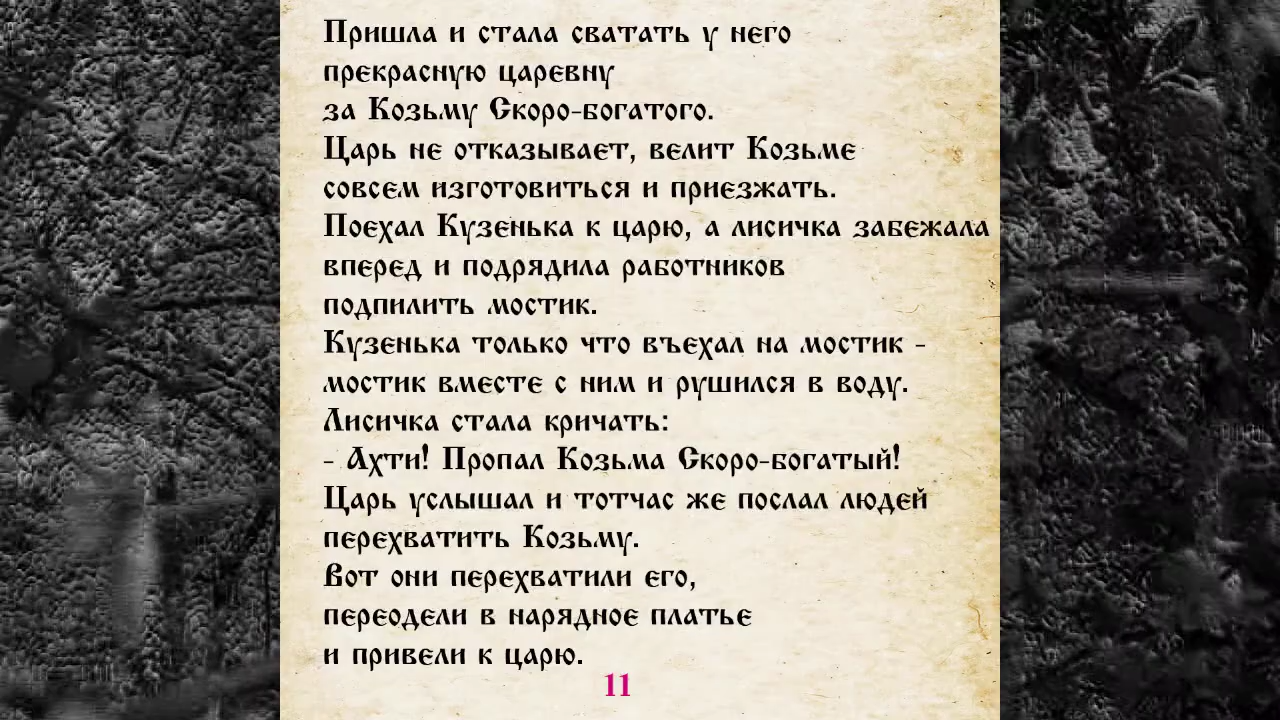 Пришла и стала сватать у него
прекрасную царевну
за Козьму Скоро-богатого.
Царь не отказывает, велит Козьме
совсем изготовиться и приезжать.
Поехал Кузенька к царю, а лисичка забежала
вперед и подрядила работников
подпилить мостик.
Кузенька только что въехал на мостик -
мостик вместе с ним и рушился в воду.
Лисичка стала кричать:
- Ахти! Пропал Козьма Скоро-богатый!
Царь услышал и тотчас же послал людей
перехватить Козьму.
Вот они перехватили его,
переодели в нарядное платье
и привели к царю.
11